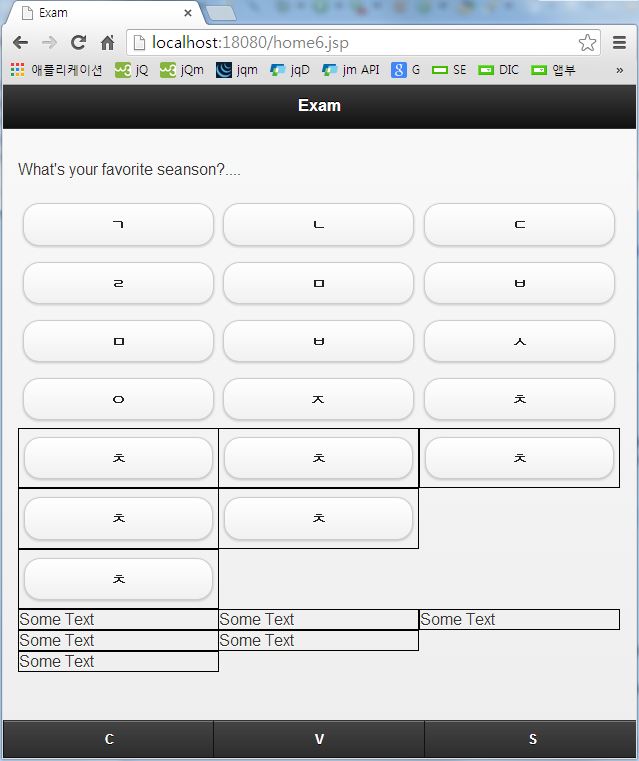 Exam
localhost:18080/home6.jsp
애플리케이션 jQ jQm jqm jqD jm API G SE DIC 앱부 »
Exam
What's your favorite seanson?....
ㄱ ㄴ ㄷ
ㄹ ㅁ ㅂ
ㅁ ㅂ ㅅ
ㅇ ㅈ ㅊ
ㅊ ㅊ ㅊ
ㅊ ㅊ
ㅊ
Some Text Some Text Some Text
Some Text Some Text
Some Text
C V S